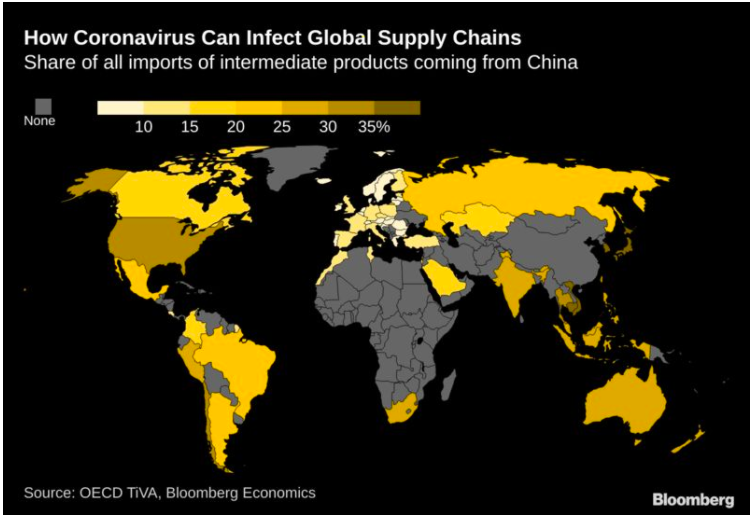 How Coronavirus Can Infect Global Supply Chains
Share of all imports of intermediate products coming from China
None
10 15 20 25 30 35%
Source: OECD TiVA, Bloomberg Economics
Bloomberg